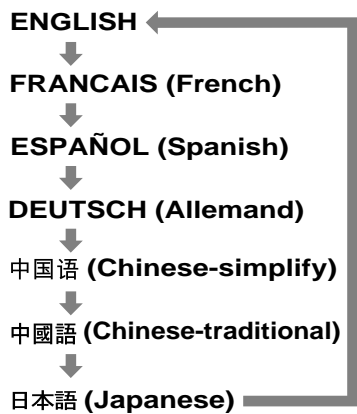 ENGLISH
FRANCAIS (French)
ESPAÑOL (Spanish)
DEUTSCH (Allemand)
中国语 (Chinese-simplify)
中國語 (Chinese-traditional)
日本語 (Japanese)